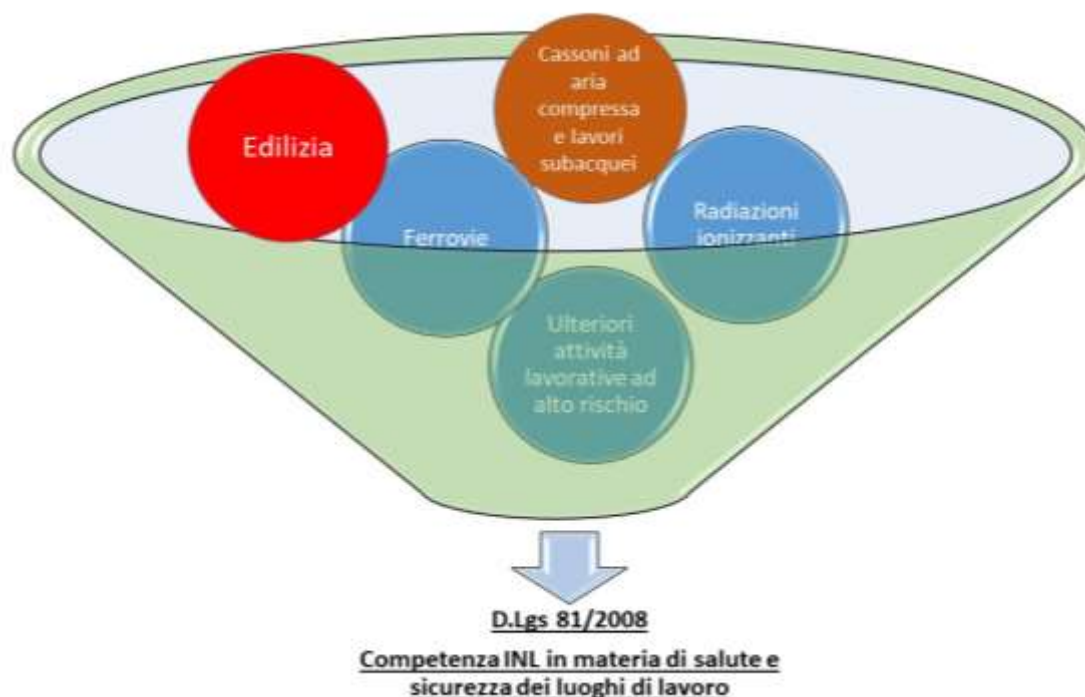 Cassoni ad
aria
compressa
e lavori
subacquei
Edilizia
Ferrovie
Radiazioni
ionizzanti
Ulteriori
attività
lavorative ad
alto rischio
D.Lgs 81/2008
Competenza INL in materia di salute e
sicurezza dei luoghi di lavoro